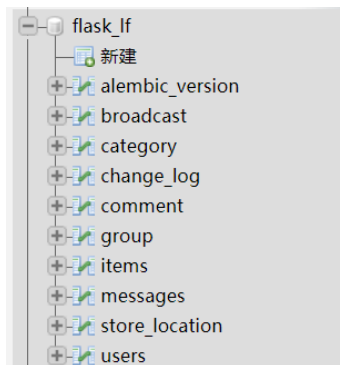 flask_lf
新建
alembic_version
broadcast
category
change_log
comment
group
items
messages
store_location
users